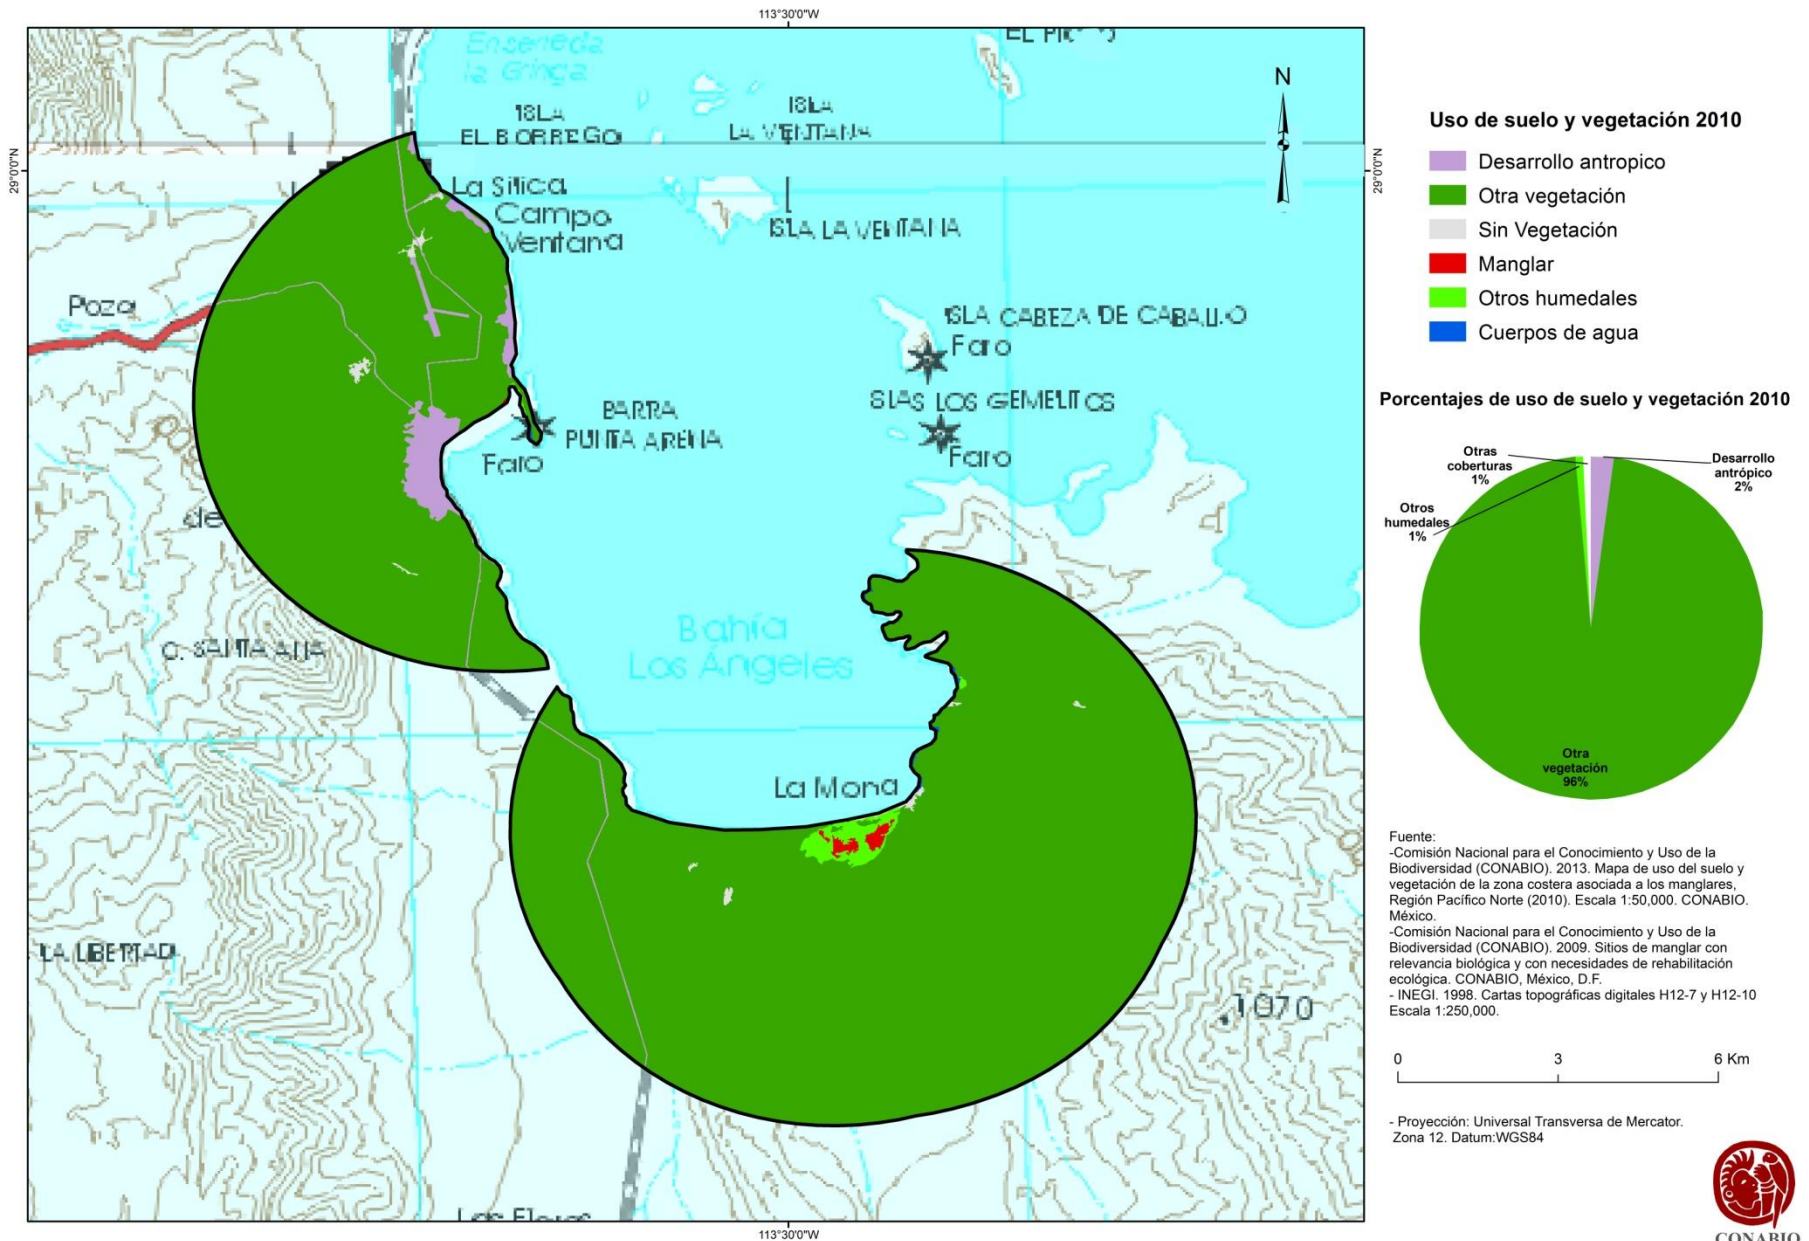 113°30'0"W
Ensenada
la Gringa
ISLA
EL BORREGO
ISLA
LA VENTANA
N
29°0'0"N
29°0'0"N
La Silica
Campo
Ventana
ISLA LA VENTANA
Poza
ISLA CABEZA DE CABALLO
Faro
BARRA
PUNTA ARENA
Faro
ISLAS LOS GEMELITOS
Faro
de
C. SANTA ANA
Bahía
Los Ángeles
La Mona
LA LIBERTAD
1070
Las Flores
113°30'0"W
Uso de suelo y vegetación 2010
Desarrollo antropico
Otra vegetación
Sin Vegetación
Manglar
Otros humedales
Cuerpos de agua
Porcentajes de uso de suelo y vegetación 2010
Otras
coberturas
1%
Desarrollo
antrópico
2%
Otros
humedales
1%
Otra
vegetación
96%
Fuente:
-Comisión Nacional para el Conocimiento y Uso de la
Biodiversidad (CONABIO). 2013. Mapa de uso del suelo y
vegetación de la zona costera asociada a los manglares,
Región Pacífico Norte (2010). Escala 1:50,000. CONABIO.
México.
-Comisión Nacional para el Conocimiento y Uso de la
Biodiversidad (CONABIO). 2009. Sitios de manglar con
relevancia biológica y con necesidades de rehabilitación
ecológica. CONABIO, México, D.F.
- INEGI. 1998. Cartas topográficas digitales H12-7 y H12-10
Escala 1:250,000.
0 3 6 Km
- Proyección: Universal Transversa de Mercator.
Zona 12. Datum:WGS84
CONABIO